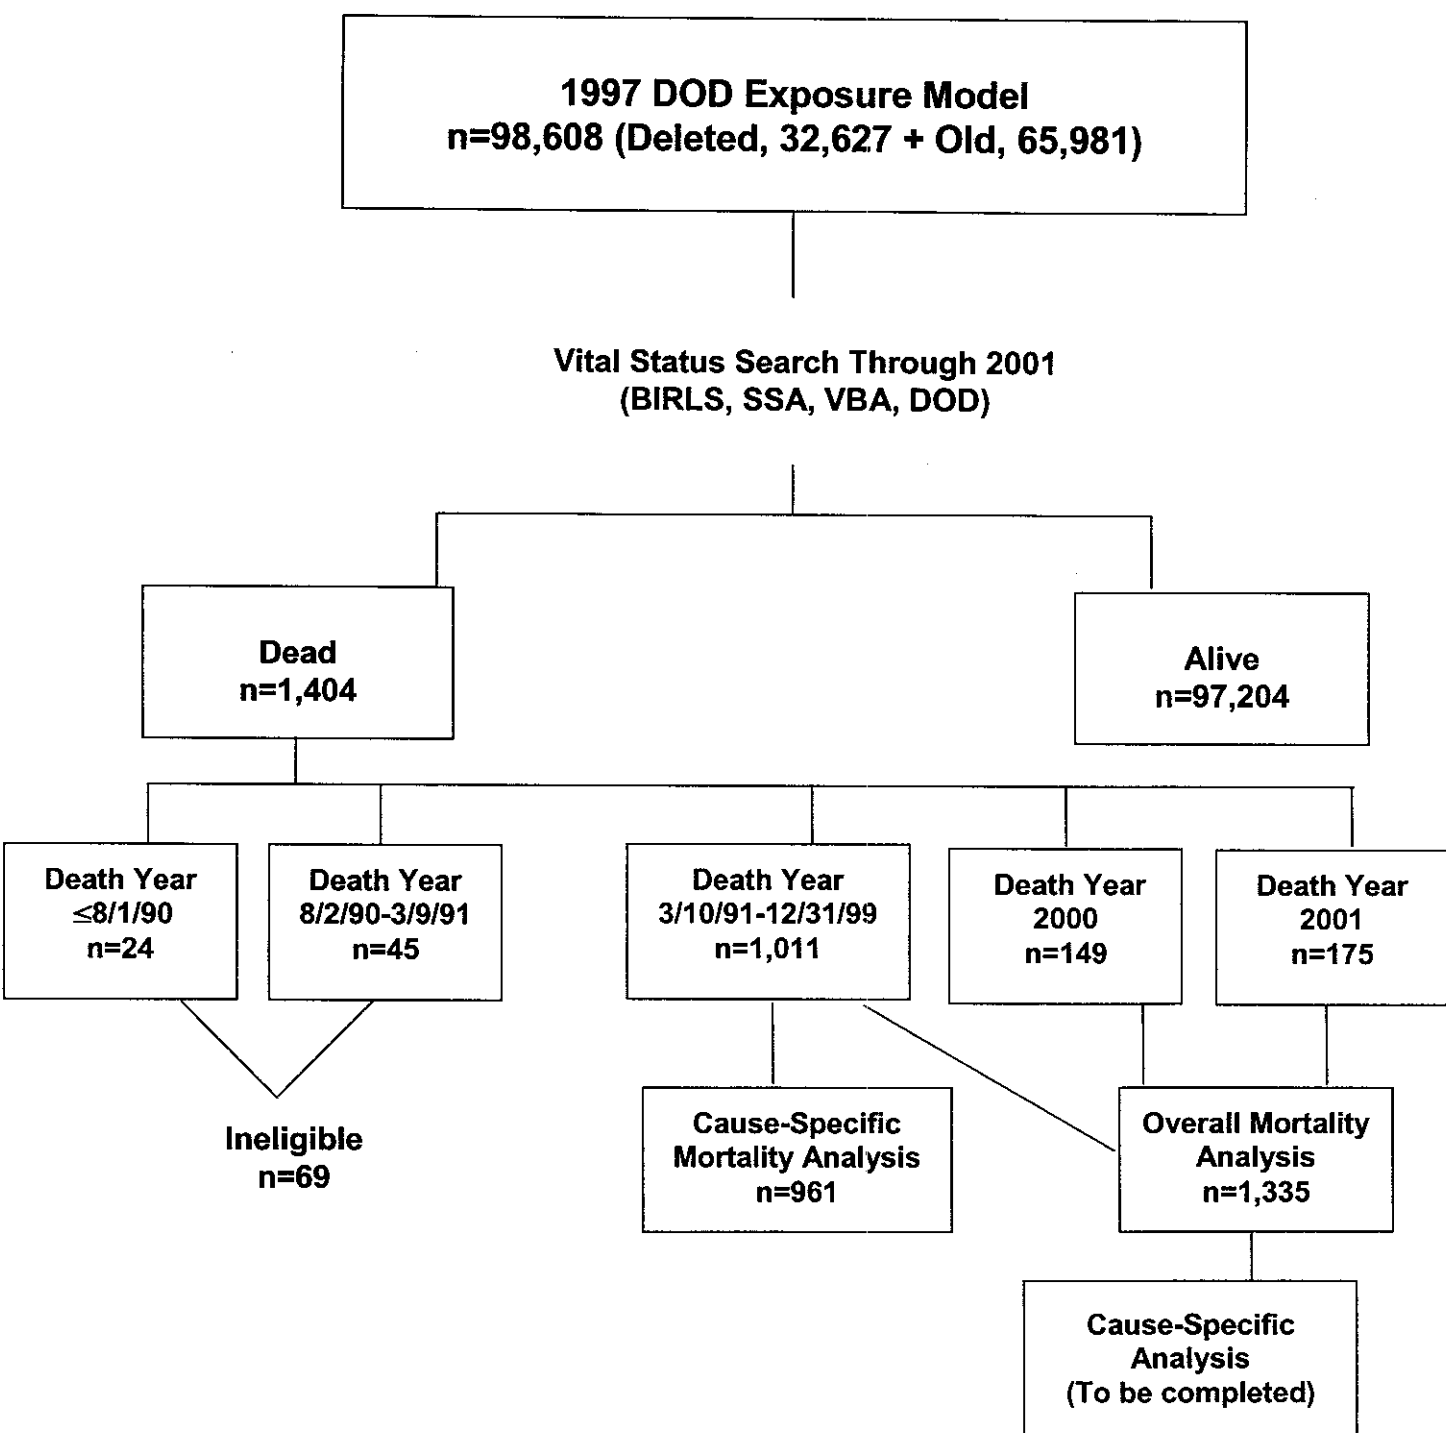 1997 DOD Exposure Model
n=98,608 (Deleted, 32,627 + Old, 65,981)
Vital Status Search Through 2001
(BIRLS, SSA, VBA, DOD)
Dead
n=1,404
Alive
n=97,204
Death Year
≤8/1/90
n=24
Death Year
8/2/90-3/9/91
n=45
Death Year
3/10/91-12/31/99
n=1,011
Death Year
2000
n=149
Death Year
2001
n=175
Ineligible
n=69
Cause-Specific
Mortality Analysis
n=961
Overall Mortality
Analysis
n=1,335
Cause-Specific
Analysis
(To be completed)